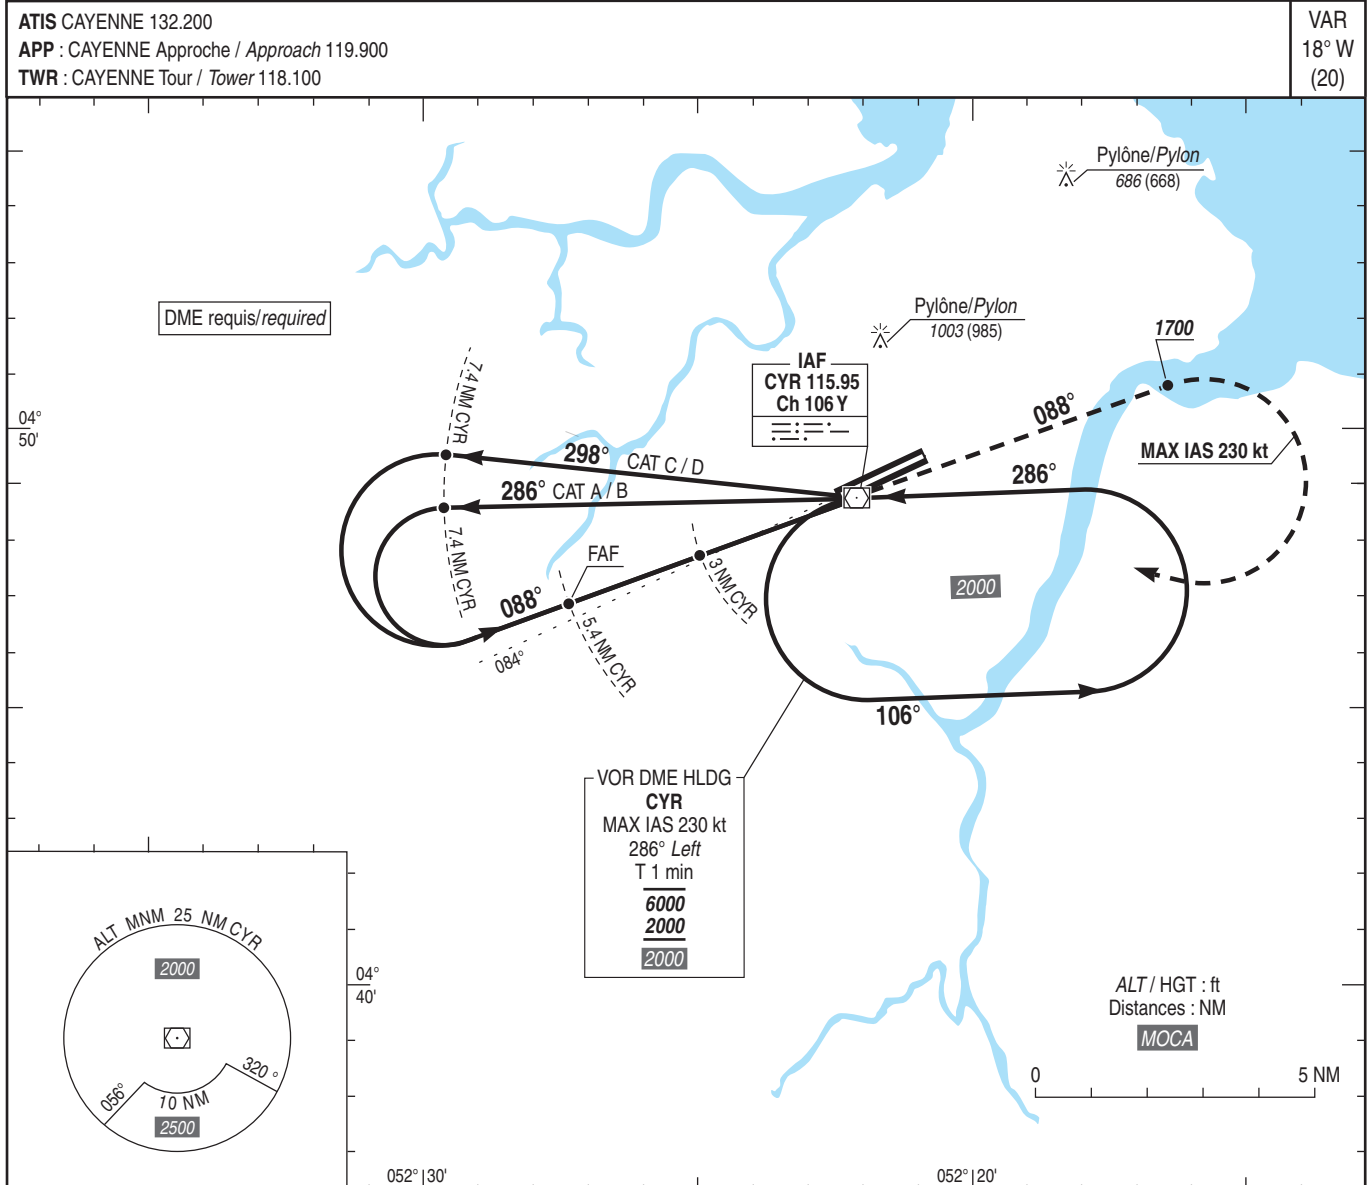 ATIS CAYENNE 132.200
APP : CAYENNE Approche / Approach 119.900
TWR : CAYENNE Tour / Tower 118.100
VAR
18° W
(20)
Pylône/Pylon
686 (668)
DME requis/required
Pylône/Pylon
1003 (985)
1700
IAF
CYR 115.95
Ch 106 Y
7.4 NM CYR
04°
50'
088°
MAX IAS 230 kt
298° CAT C / D
286°
286° CAT A / B
7.4 NM CYR
FAF
3 NM CYR
2000
088°
084°
5.4 NM CYR
106°
VOR DME HLDG
CYR
MAX IAS 230 kt
286° Left
T 1 min
6000
2000
2000
ALT MNM 25 NM CYR
2000
04°
40'
056°
320 °
10 NM
2500
ALT / HGT : ft
Distances : NM
MOCA
0
5 NM
052° 30'
052° 20'